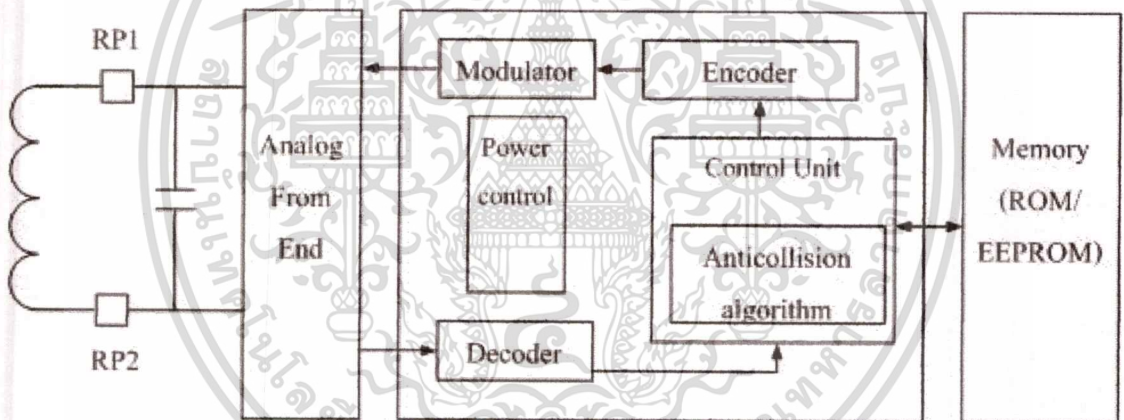 RP1
RP2
Analog
From
End
Modulator
Encoder
Power
control
Control Unit
Anticollision
algorithm
Decoder
Memory
(ROM/
EEPROM)